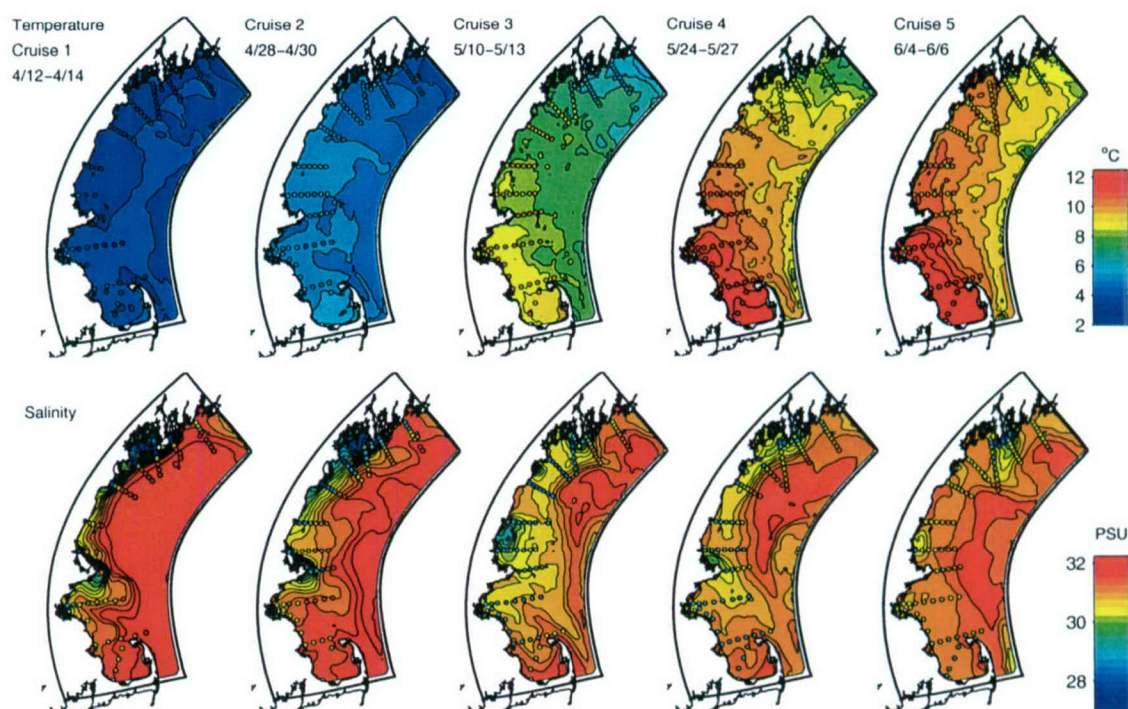 Temperature
Cruise 1
4/12–4/14
Cruise 2
4/28–4/30
Cruise 3
5/10–5/13
Cruise 4
5/24–5/27
Cruise 5
6/4–6/6
°C
12
10
8
6
4
2
Salinity
PSU
32
30
28